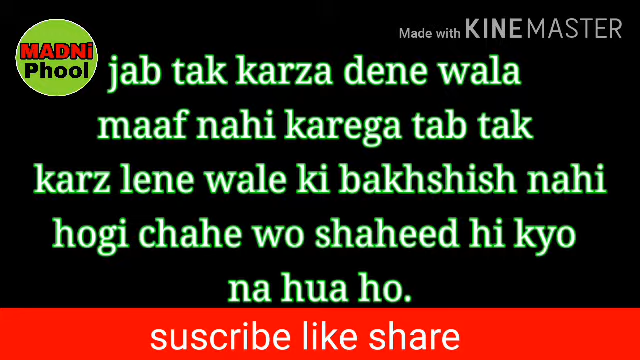 MADNi
Phool
Made with KINEMASTER
jab tak karza dene wala
maaf nahi karega tab tak
karz lene wale ki bakhshish nahi
hogi chahe wo shaheed hi kyo
na hua ho.
suscribe like share